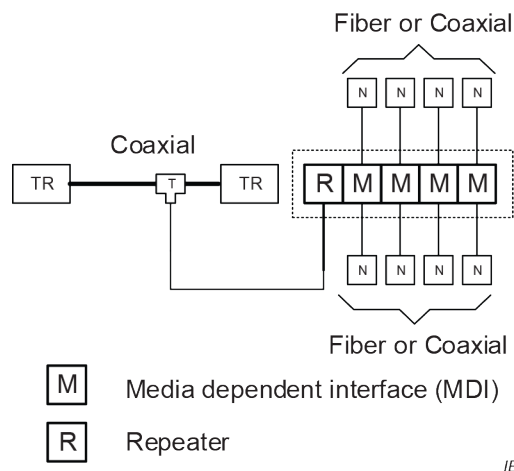 Fiber or Coaxial
N N N N
Coaxial
TR T TR R M M M M
N N N N
Fiber or Coaxial
M Media dependent interface (MDI)
R Repeater